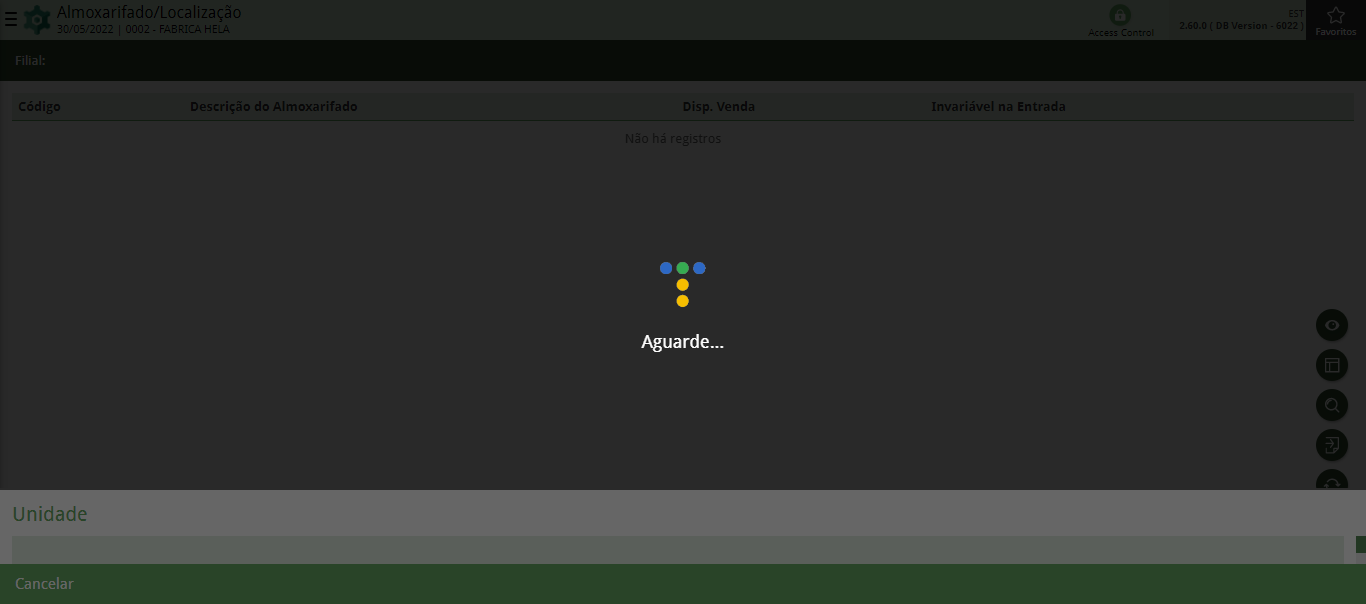 Almoxarifado/Localização
30/05/2022 | 0002 - FABRICA HELA
Access Control
EST
2.60.0 ( DB Version - 6022 )
Favoritos
Filial:
Código Descrição do Almoxarifado Disp. Venda Invariável na Entrada
Não há registros
Aguarde...
Unidade
Cancelar